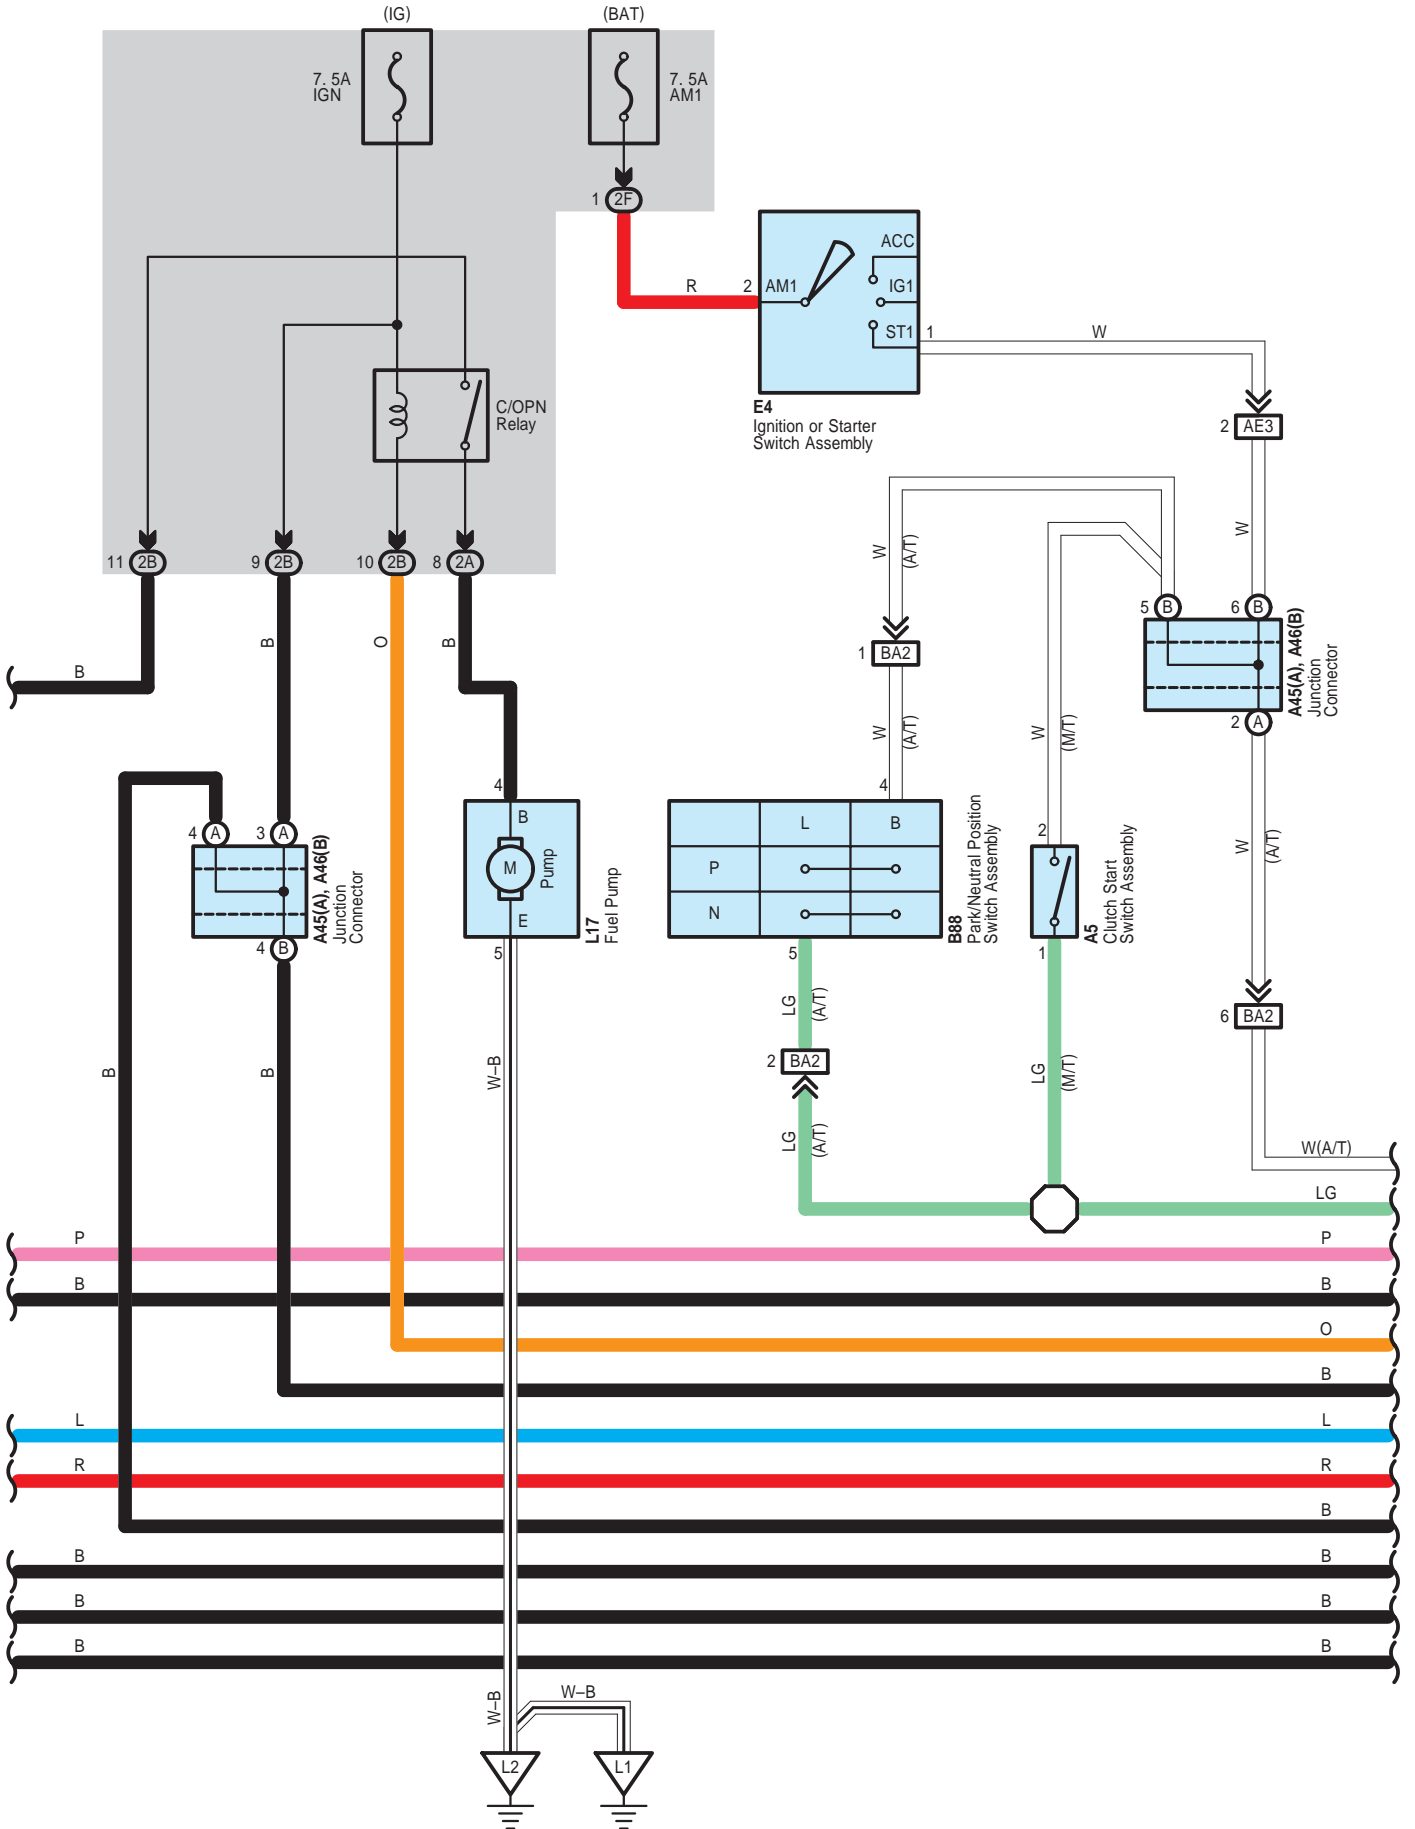 (IG)
(BAT)
7. 5A
IGN
7. 5A
AM1
1 2F
ACC
R 2 AM1 IG1
ST1 1 W
C/OPN
Relay
E4
Ignition or Starter
Switch Assembly
2 AE3
W
W
(A/T)
11 2B
9 2B
10 2B
8 2A
B
O
B
5 B
6 B
A45(A), A46(B)
Junction
Connector
1 BA2
B
2 A
W
(A/T)
W
(M/T)
4
4
4 A
3 A
A45(A), A46(B)
Junction
Connector
B
M
Pump
E
L17
Fuel Pump
L B
P
N
B88
Park/Neutral Position
Switch Assembly
2
A5
Clutch Start
Switch Assembly
W
(A/T)
4 B
5
5
1
LG
(A/T)
6 BA2
2 BA2
B
B
W–B
LG
(M/T)
LG
(A/T)
W(A/T)
LG
P P
B B
O
B
L L
R R
B
B B
B B
B B
W–B
W–B
L2
L1